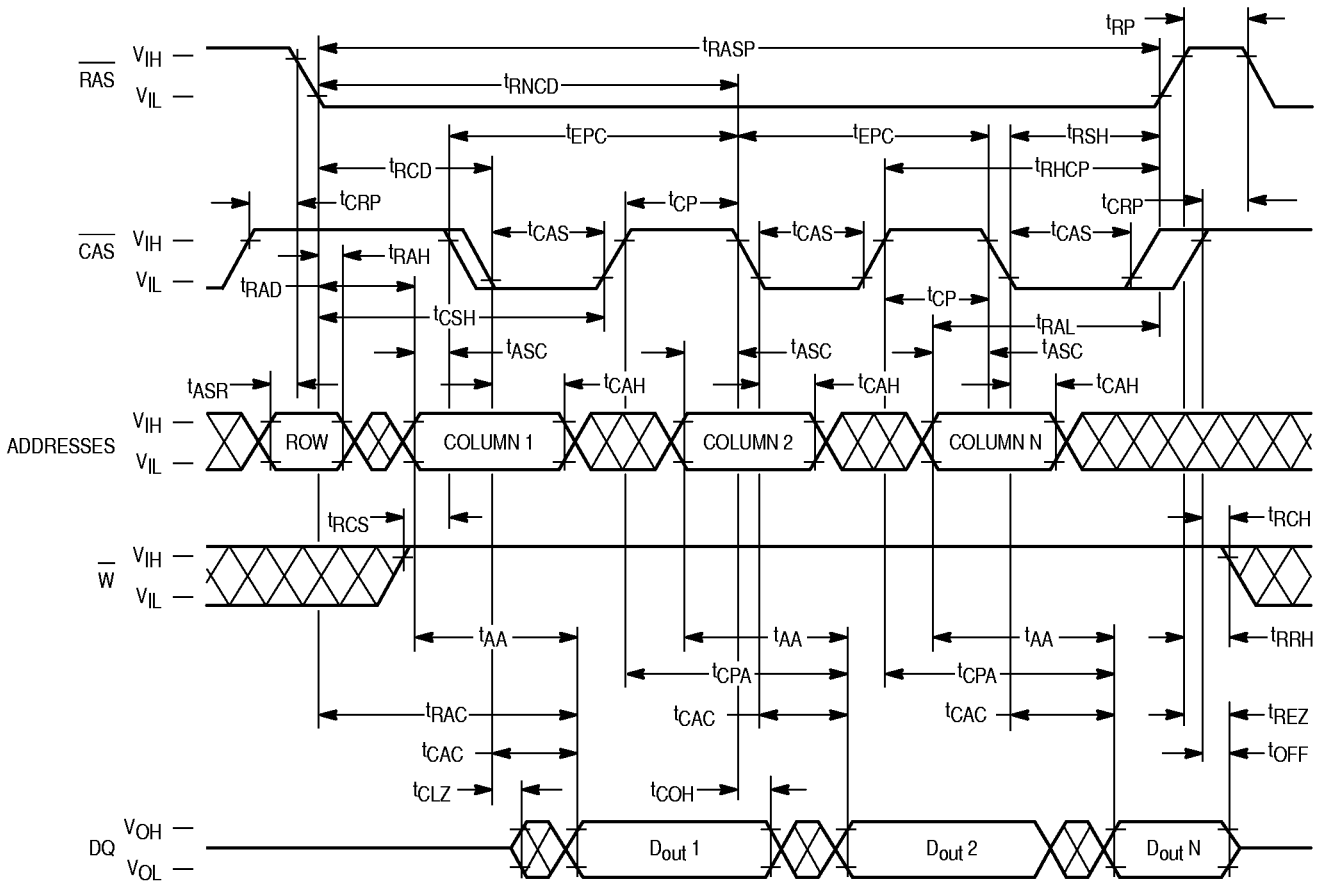 tRP
VIH
tRASP
RAS
tRNCD
VIL
tEPC
tEPC
tRSH
tRCD
tRHCP
tCRP
tCP
tCRP
VIH
CAS
tCAS
tCAS
tCAS
tRAH
VIL
tRAD
tCP
tCSH
tRAL
tASC
tASC
tASC
tASR
tCAH
tCAH
tCAH
VIH
ADDRESSES
ROW
COLUMN 1
COLUMN 2
COLUMN N
VIL
tRCS
tRCH
VIH
W
VIL
tAA
tAA
tAA
tRRH
tCPA
tCPA
tRAC
tCAC
tCAC
tREZ
tCAC
tOFF
tCLZ
tCOH
VOH
DQ
Dout 1
Dout 2
Dout N
VOL